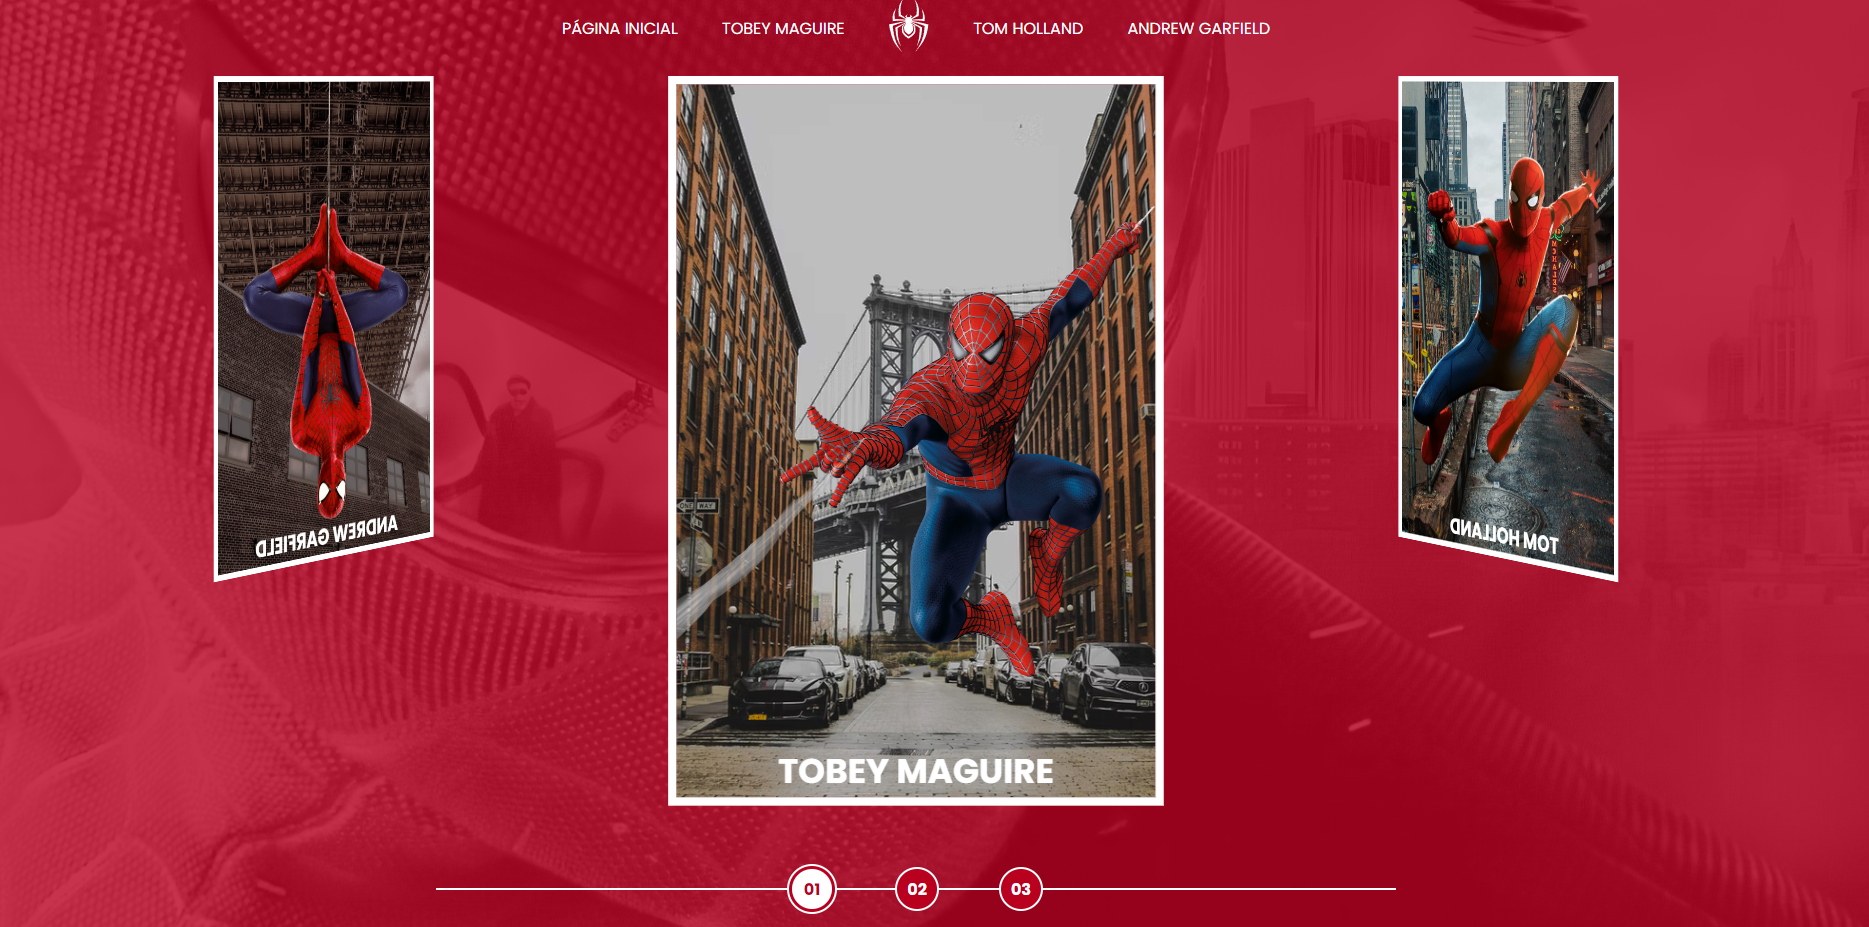 PÁGINA INICIAL
TOBEY MAGUIRE
TOM HOLLAND
ANDREW GARFIELD
ANDREW GARFIELD
ONE WAY
TOBEY MAGUIRE
TOM HOLLAND
01
02
03